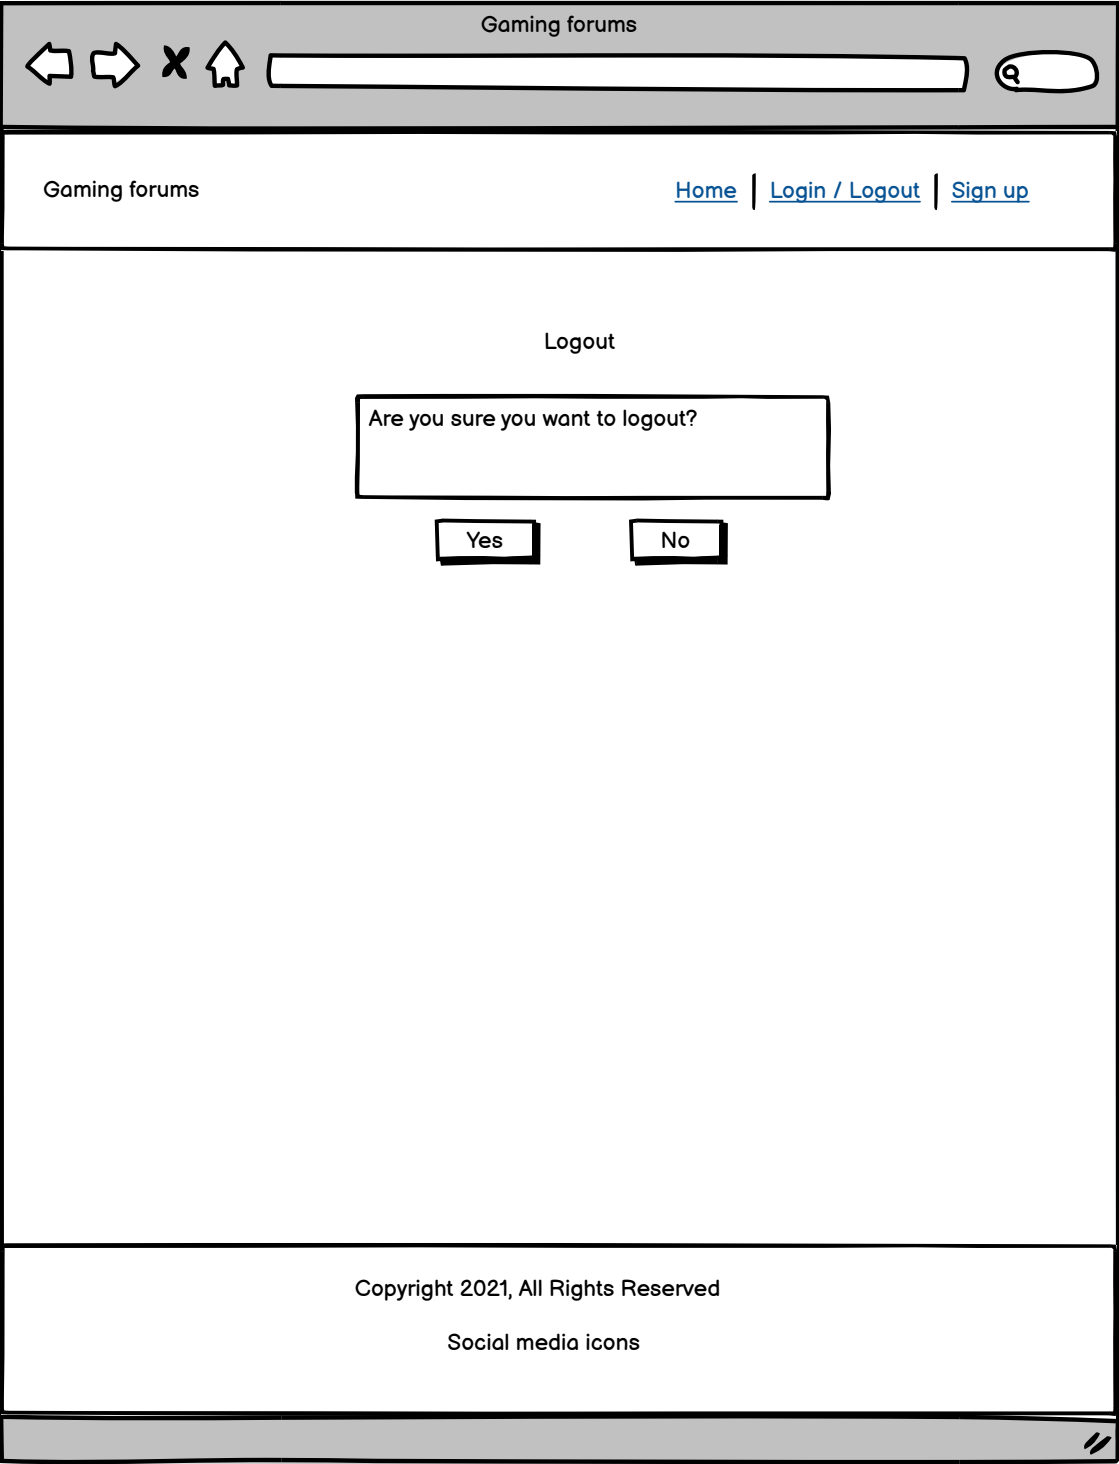 Gaming forums
Gaming forums
Home
Login / Logout
Sign up
Logout
Are you sure you want to logout?
Yes
No
Copyright 2021, All Rights Reserved
Social media icons